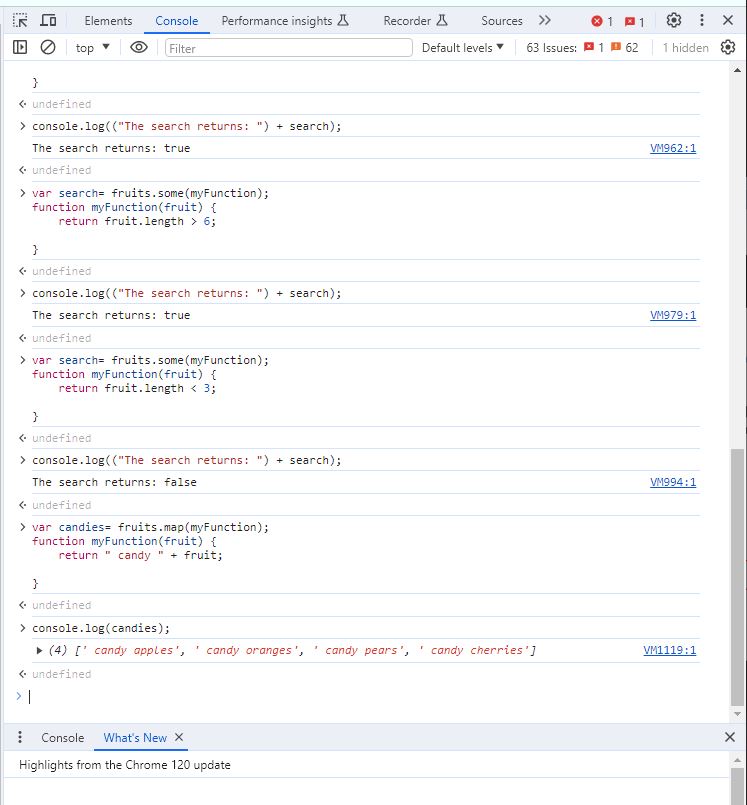 Elements Console Performance insights Recorder Sources 1 1
top Filter Default levels 63 Issues: 1 62 1 hidden
}
undefined
console.log(("The search returns: ") + search);
The search returns: true VM962:1
undefined
var search= fruits.some(myFunction);
function myFunction(fruit) {
return fruit.length > 6;
}
undefined
console.log(("The search returns: ") + search);
The search returns: true VM979:1
undefined
var search= fruits.some(myFunction);
function myFunction(fruit) {
return fruit.length < 3;
}
undefined
console.log(("The search returns: ") + search);
The search returns: false VM994:1
undefined
var candies= fruits.map(myFunction);
function myFunction(fruit) {
return " candy " + fruit;
}
undefined
console.log(candies);
(4) [' candy apples', ' candy oranges', ' candy pears', ' candy cherries'] VM1119:1
undefined
Console What's New
Highlights from the Chrome 120 update